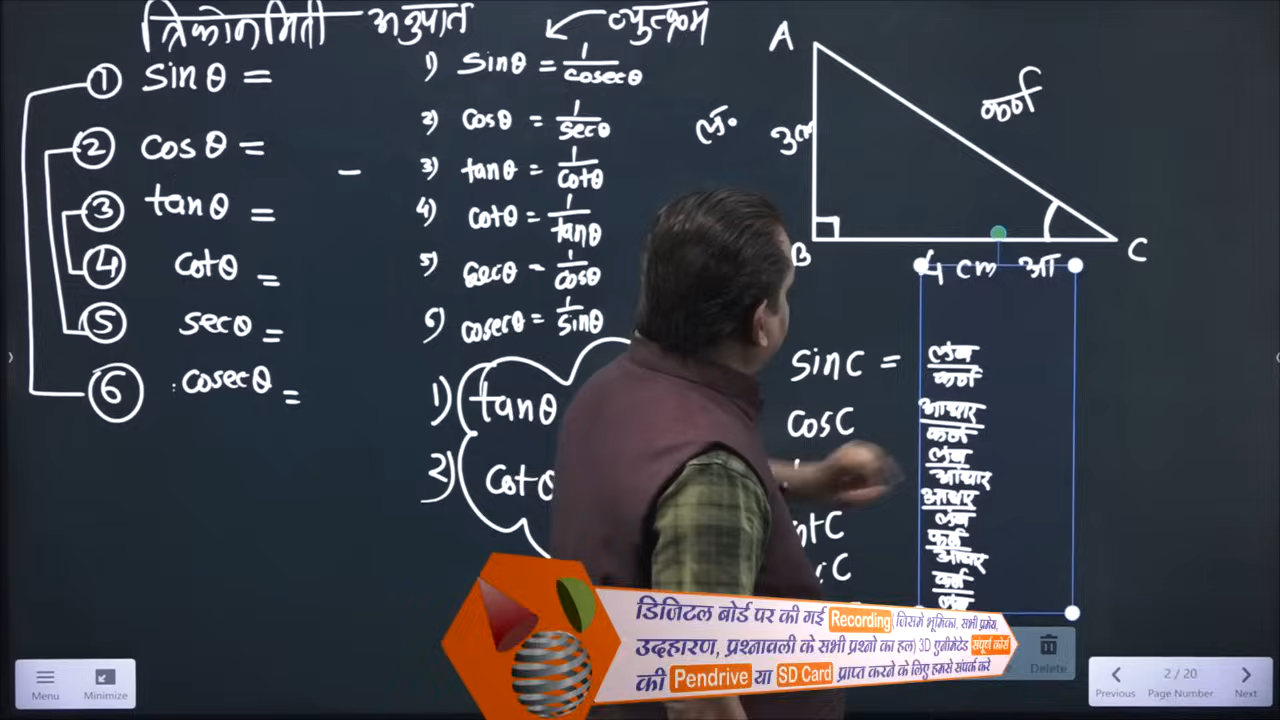 त्रिकोणमिती अनुपात
① sinθ =
② cosθ =
③ tanθ =
④ cotθ =
⑤ secθ =
⑥ cosecθ =
व्युत्क्रम
1) sinθ = 1/cosecθ
2) cosθ = 1/secθ
3) tanθ = 1/cotθ
4) cotθ = 1/tanθ
5) secθ = 1/cosθ
6) cosecθ = 1/sinθ
1) tanθ
2) cotθ
A
कर्ण
लं.
B
C
4 cm आ
sinC = लंब/कर्ण
cosC आधार/कर्ण
लंब/आधार
आधार/लंब
कर्ण/आधार
कर्ण/लंब
डिजिटल बोर्ड पर की गई Recording (जिसमे भूमिका, सभी प्रमेय,
उदहारण, प्रश्नावली के सभी प्रश्नो का हल) 3D एनीमेटेड संपूर्ण कोर्स
की Pendrive या SD Card प्राप्त करने के लिए हमसे संपर्क करे
Delete
Menu
Minimize
Previous
2 / 20
Page Number
Next